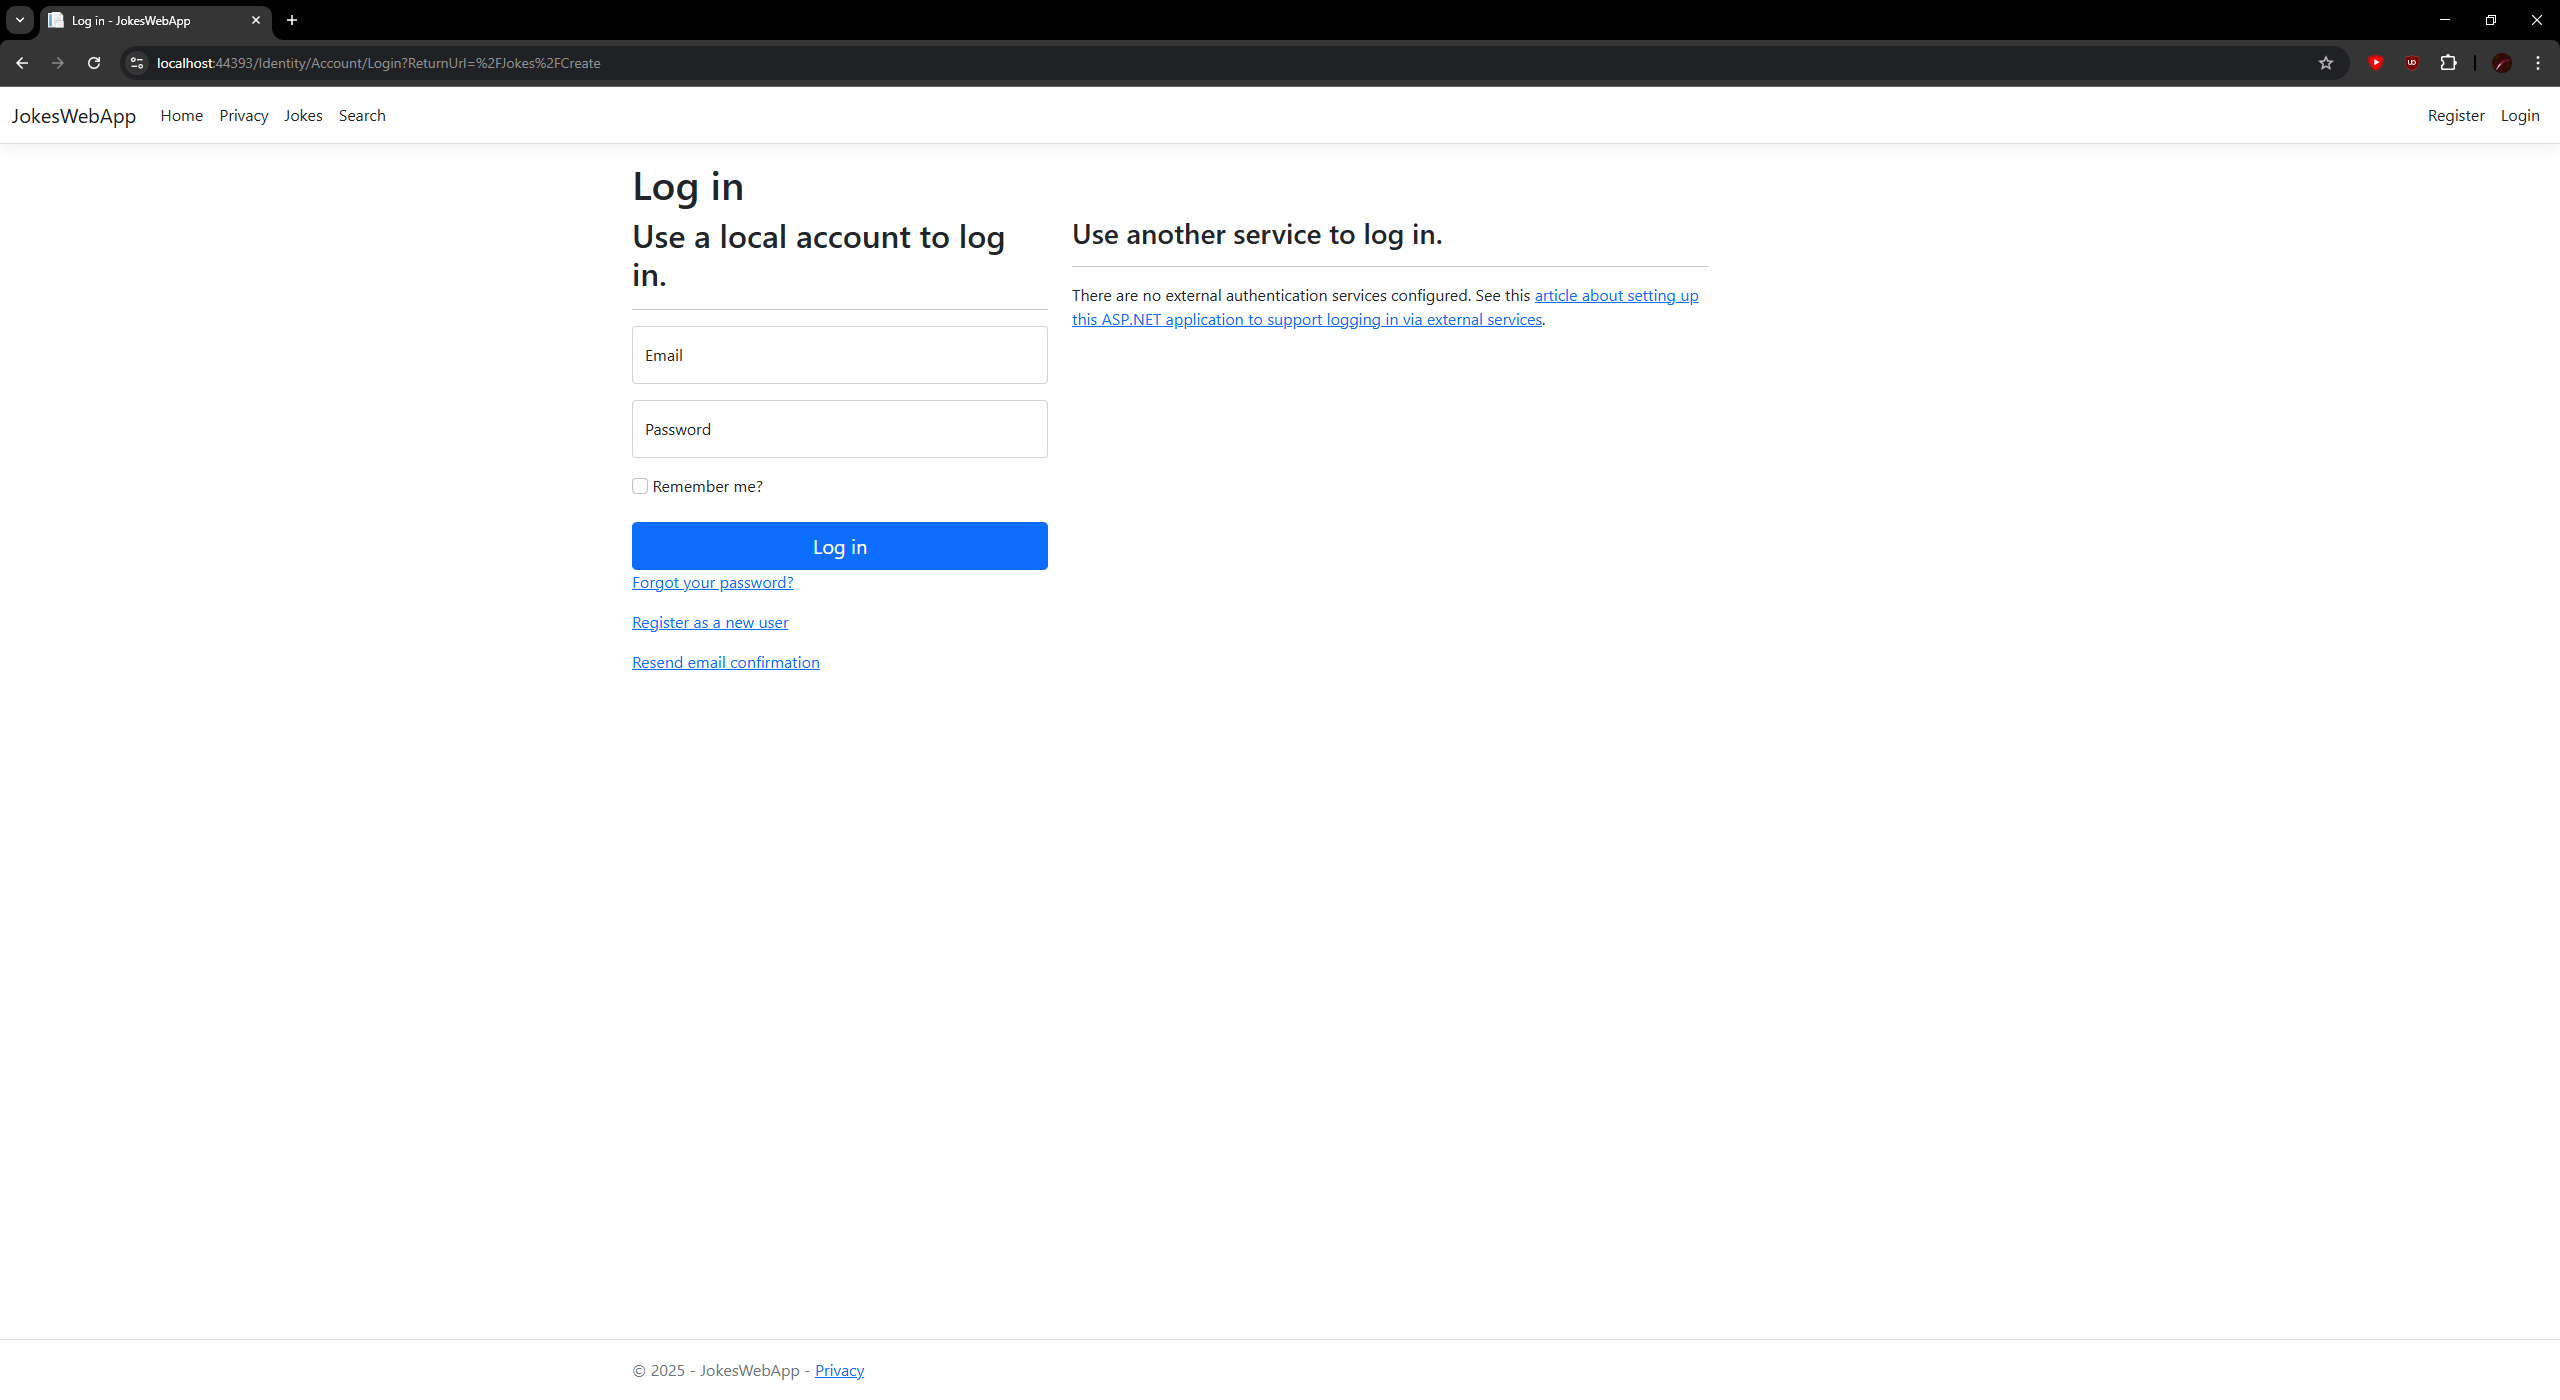 Log in - JokesWebApp
localhost:44393/Identity/Account/Login?ReturnUrl=%2FJokes%2FCreate
JokesWebApp Home Privacy Jokes Search Register Login
Log in
Use a local account to log
in.
Email
Password
Remember me?
Log in
Forgot your password?
Register as a new user
Resend email confirmation
Use another service to log in.
There are no external authentication services configured. See this article about setting up
this ASP.NET application to support logging in via external services.
© 2025 - JokesWebApp - Privacy